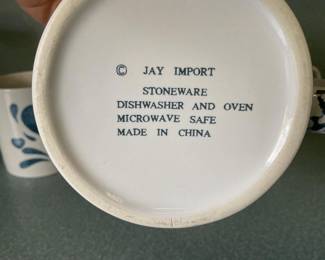 © JAY IMPORT
STONEWARE
DISHWASHER AND OVEN
MICROWAVE SAFE
MADE IN CHINA